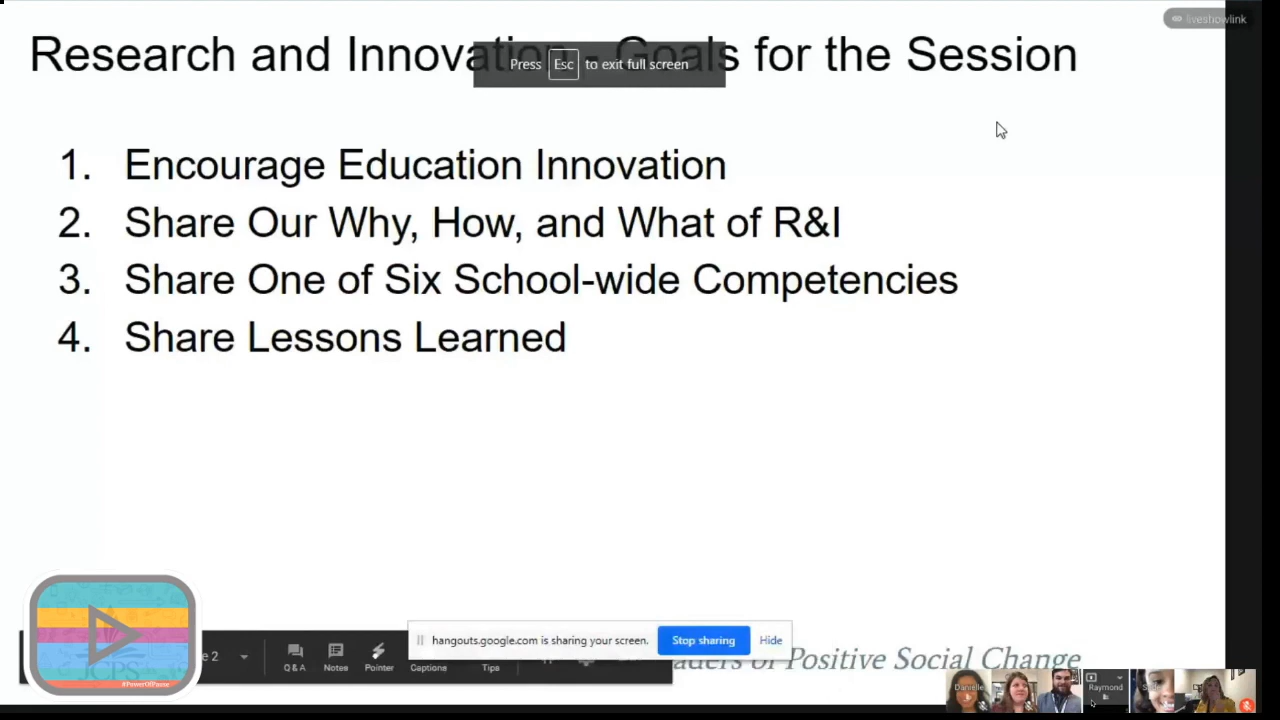 liveshowlink
Research and Innovation - Goals for the Session
Press Esc to exit full screen
1. Encourage Education Innovation
2. Share Our Why, How, and What of R&I
3. Share One of Six School-wide Competencies
4. Share Lessons Learned
hangouts.google.com is sharing your screen. Stop sharing Hide
2
Q & A Notes Pointer Captions Tips
of Positive Social Change
JCPS
Danielle Raymond